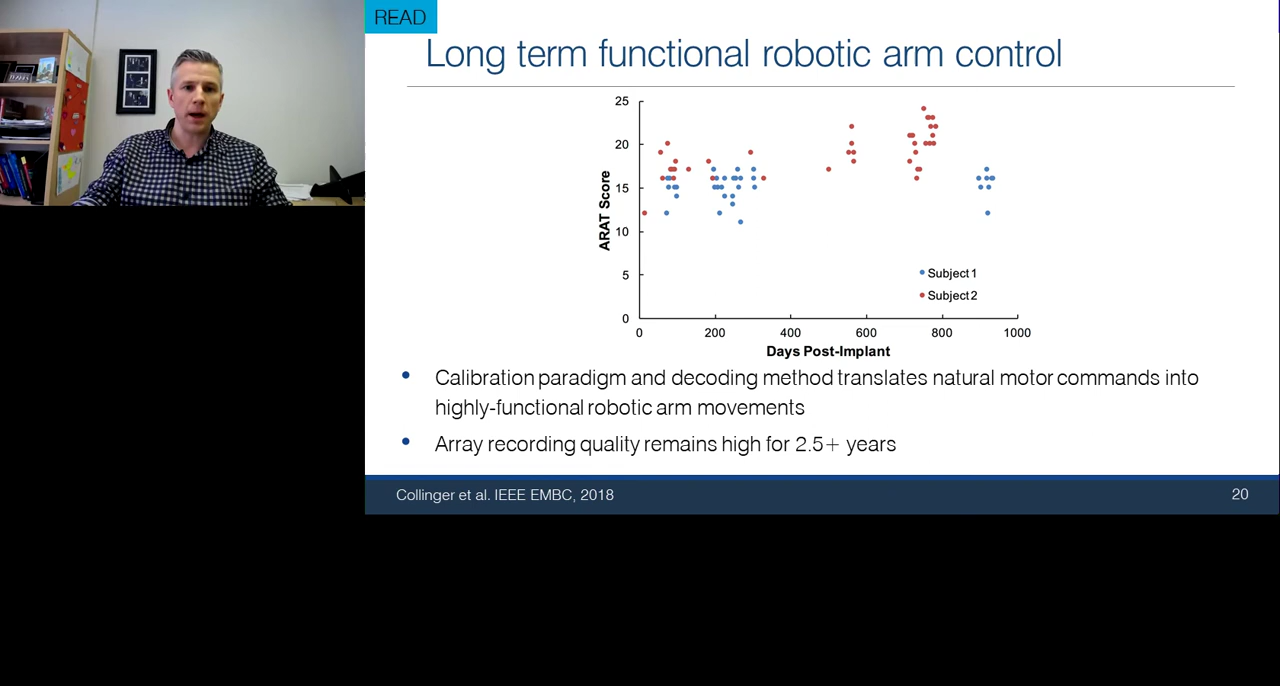 READ
Long term functional robotic arm control
25
20
15
10
5
0
ARAT Score
Subject 1
Subject 2
0 200 400 600 800 1000
Days Post-Implant
• Calibration paradigm and decoding method translates natural motor commands into
highly-functional robotic arm movements
• Array recording quality remains high for 2.5+ years
Collinger et al. IEEE EMBC, 2018
20